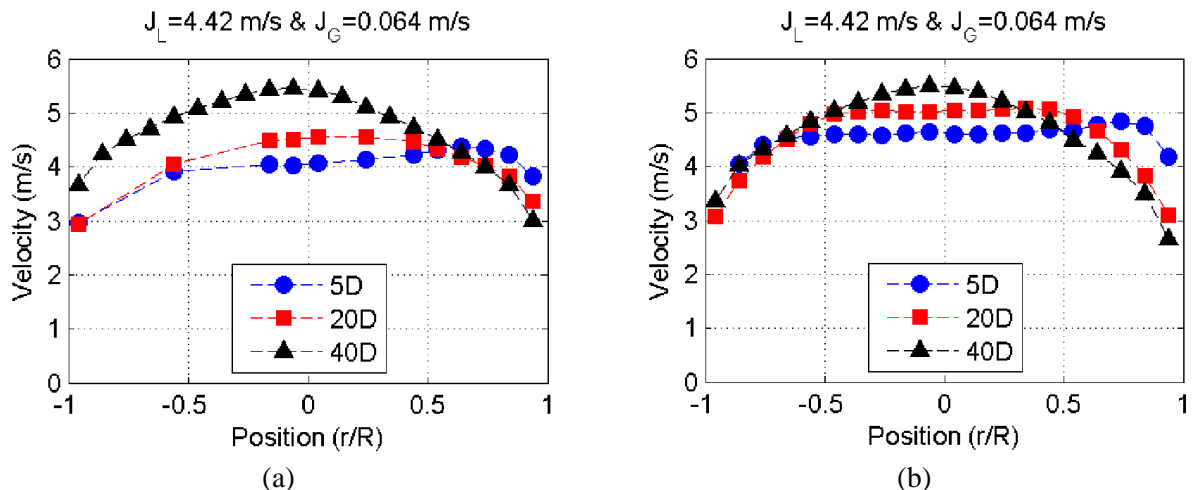 J_L=4.42 m/s & J_G=0.064 m/s
6
5
4
3
2
1
0
Velocity (m/s)
5D
20D
40D
-1 -0.5 0 0.5 1
Position (r/R)
(a)
J_L=4.42 m/s & J_G=0.064 m/s
6
5
4
3
2
1
0
Velocity (m/s)
5D
20D
40D
-1 -0.5 0 0.5 1
Position (r/R)
(b)